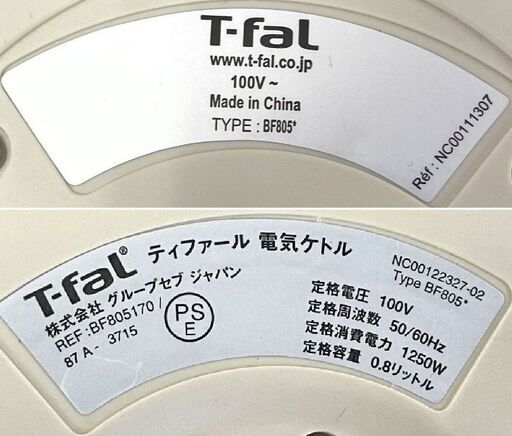 T-faL
www.t-fal.co.jp
100V~
Made in China
TYPE : BF805*
Réf : NC00111307
T-faL® ティファール 電気ケトル
株式会社 グループセブ ジャパン
REF:BF805170 /
87 A - 3715
PS
E
NC00122327-02
Type BF805*
定格電圧 100V
定格周波数 50/60Hz
定格消費電力 1250W
定格容量 0.8リットル